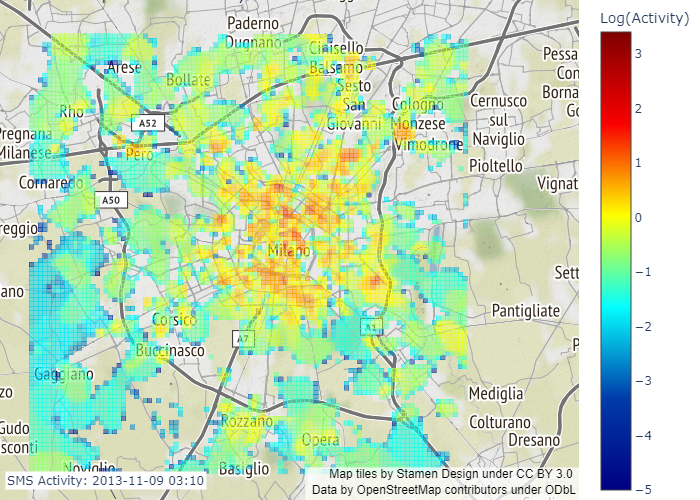 Paderno
Dugnano
Cinisello
Balsamo
Arese
Bollate
Sesto
San
Giovanni
Cologno
Monzese
Cernusco
sul
Naviglio
Pessa
Con
Borna
Go
Rho
A52
Pregnana
Milanese
Pero
Vimodrone
Pioltello
Cornaredo
A50
Vignat
reggio
Milano
ano
Sett
Pantigliate
Corsico
A7
A1
Buccinasco
P
Gaggiano
zo
Mediglia
Rozzano
Colturano
Gudo
Opera
Dresano
sconti
Noviglio
Basiglio
SMS Activity: 2013-11-09 03:10
Map tiles by Stamen Design under CC BY 3.0
Data by OpenStreetMap contributors under ODbL
Log(Activity)
3
2
1
0
−1
−2
−3
−4
−5